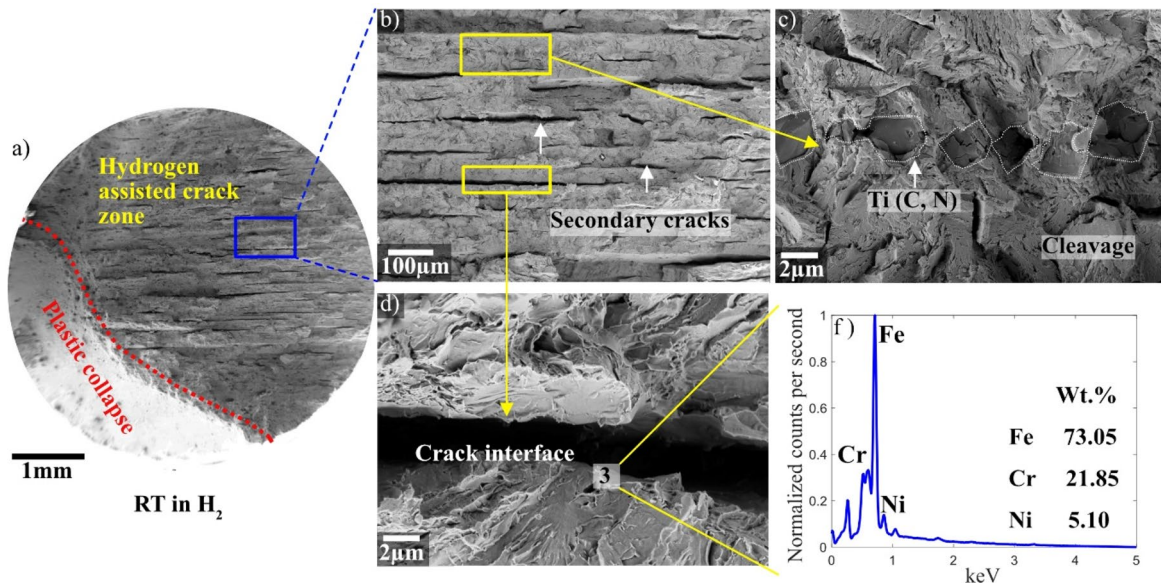 a)
Hydrogen
assisted crack
zone
Plastic collapse
1mm
RT in H₂
b)
Secondary cracks
100µm
c)
Ti (C, N)
Cleavage
2µm
d)
Crack interface
3
2µm
f )
Normalized counts per second
1
0.8
0.6
0.4
0.2
0
Fe
Cr
Ni
Wt.%
Fe 73.05
Cr 21.85
Ni 5.10
0 1 2 3 4 5
keV